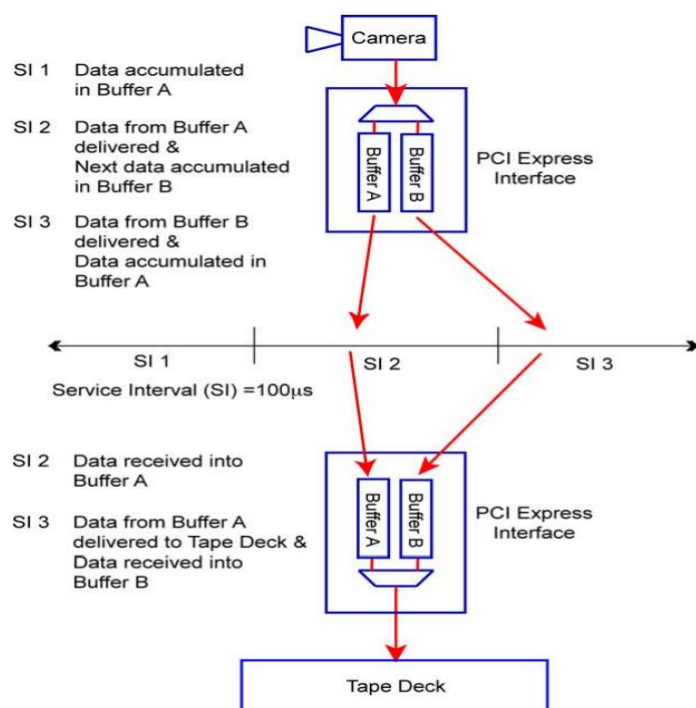 Camera
SI 1 Data accumulated
in Buffer A
SI 2 Data from Buffer A
delivered &
Next data accumulated
in Buffer B
SI 3 Data from Buffer B
delivered &
Data accumulated in
Buffer A
Buffer A
Buffer B
PCI Express
Interface
SI 1
SI 2
SI 3
Service Interval (SI) =100μs
SI 2 Data received into
Buffer A
SI 3 Data from Buffer A
delivered to Tape Deck &
Data received into
Buffer B
Buffer A
Buffer B
PCI Express
Interface
Tape Deck